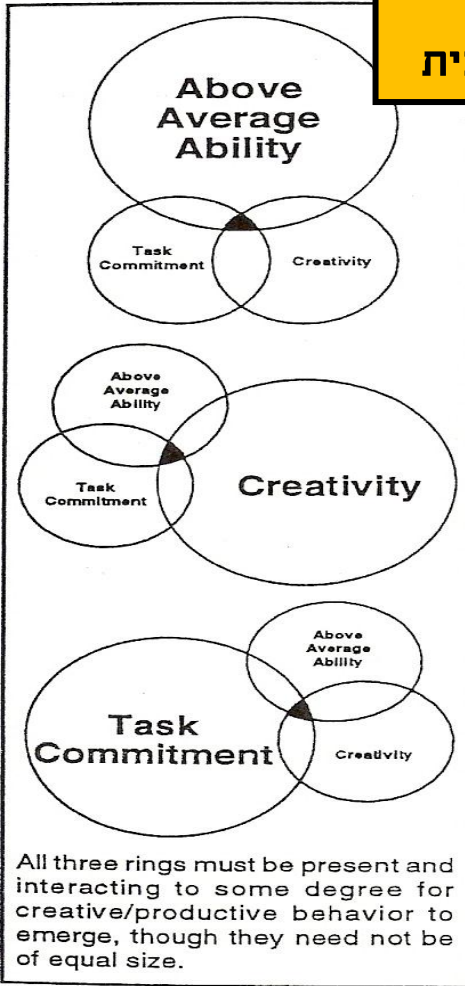 Above
Average
Ability
Task
Commitment
Creativity
Above
Average
Ability
Task
Commitment
Creativity
Above
Average
Ability
Task
Commitment
Creativity
All three rings must be present and
interacting to some degree for
creative/productive behavior to
emerge, though they need not be
of equal size.